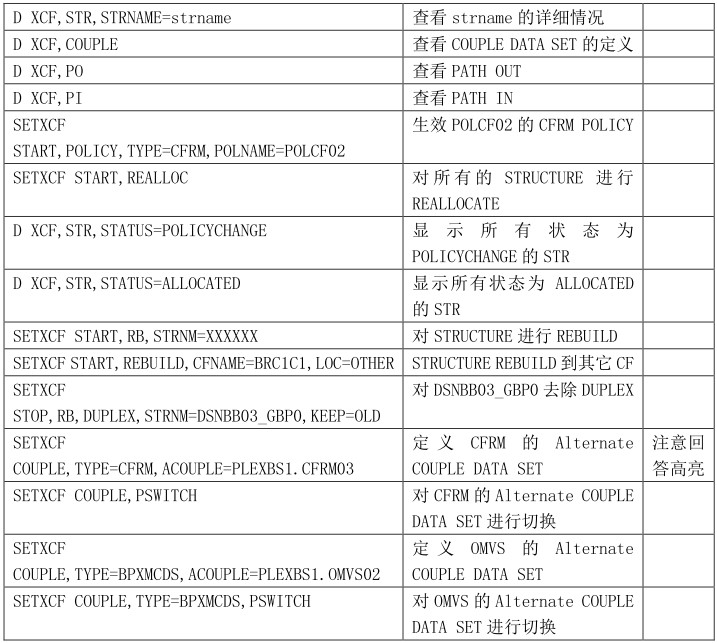 D XCF,STR,STRNAME=strname 查看 strname 的详细情况
D XCF,COUPLE 查看 COUPLE DATA SET 的定义
D XCF,PO 查看 PATH OUT
D XCF,PI 查看 PATH IN
SETXCF 生效 POLCF02 的 CFRM POLICY
START,POLICY,TYPE=CFRM,POLNAME=POLCF02
SETXCF START,REALLOC 对所有的 STRUCTURE 进行
REALLOCATE
D XCF,STR,STATUS=POLICYCHANGE 显示所有状态为
POLICYCHANGE 的 STR
D XCF,STR,STATUS=ALLOCATED 显示所有状态为 ALLOCATED
的 STR
SETXCF START,RB,STRNM=XXXXXX 对 STRUCTURE 进行 REBUILD
SETXCF START,REBUILD,CFNAME=BRC1C1,LOC=OTHER STRUCTURE REBUILD 到其它 CF
SETXCF 对 DSNBB03_GBP0 去除 DUPLEX
STOP,RB,DUPLEX,STRNM=DSNBB03_GBP0,KEEP=OLD
SETXCF 定义 CFRM 的 Alternate 注意回
COUPLE,TYPE=CFRM,ACOUPLE=PLEXBS1.CFRM03 COUPLE DATA SET 答高亮
SETXCF COUPLE,PSWITCH 对 CFRM 的 Alternate COUPLE
DATA SET 进行切换
SETXCF 定义 OMVS 的 Alternate
COUPLE,TYPE=BPXMCDS,ACOUPLE=PLEXBS1.OMVS02 COUPLE DATA SET
SETXCF COUPLE,TYPE=BPXMCDS,PSWITCH 对 OMVS 的 Alternate COUPLE
DATA SET 进行切换